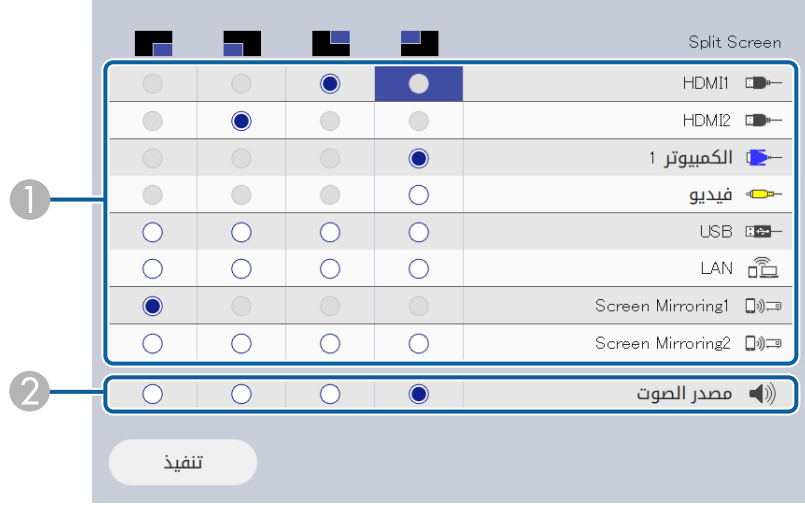 Split Screen
HDMI1
HDMI2
الكمبيوتر 1
فيديو
USB
LAN
Screen Mirroring1
Screen Mirroring2
مصدر الصوت
تنفيذ
1
2